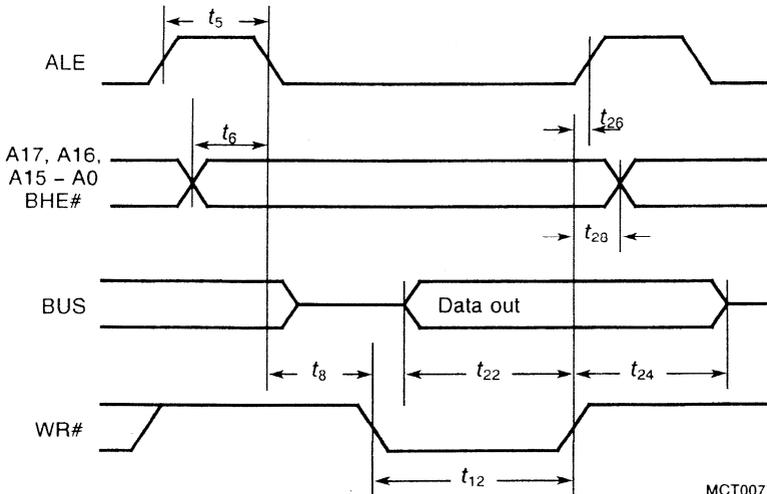 t5
ALE
t26
t6
A17, A16,
A15 – A0
BHE#
t28
BUS
Data out
t8
t22
t24
WR#
t12
MCT007